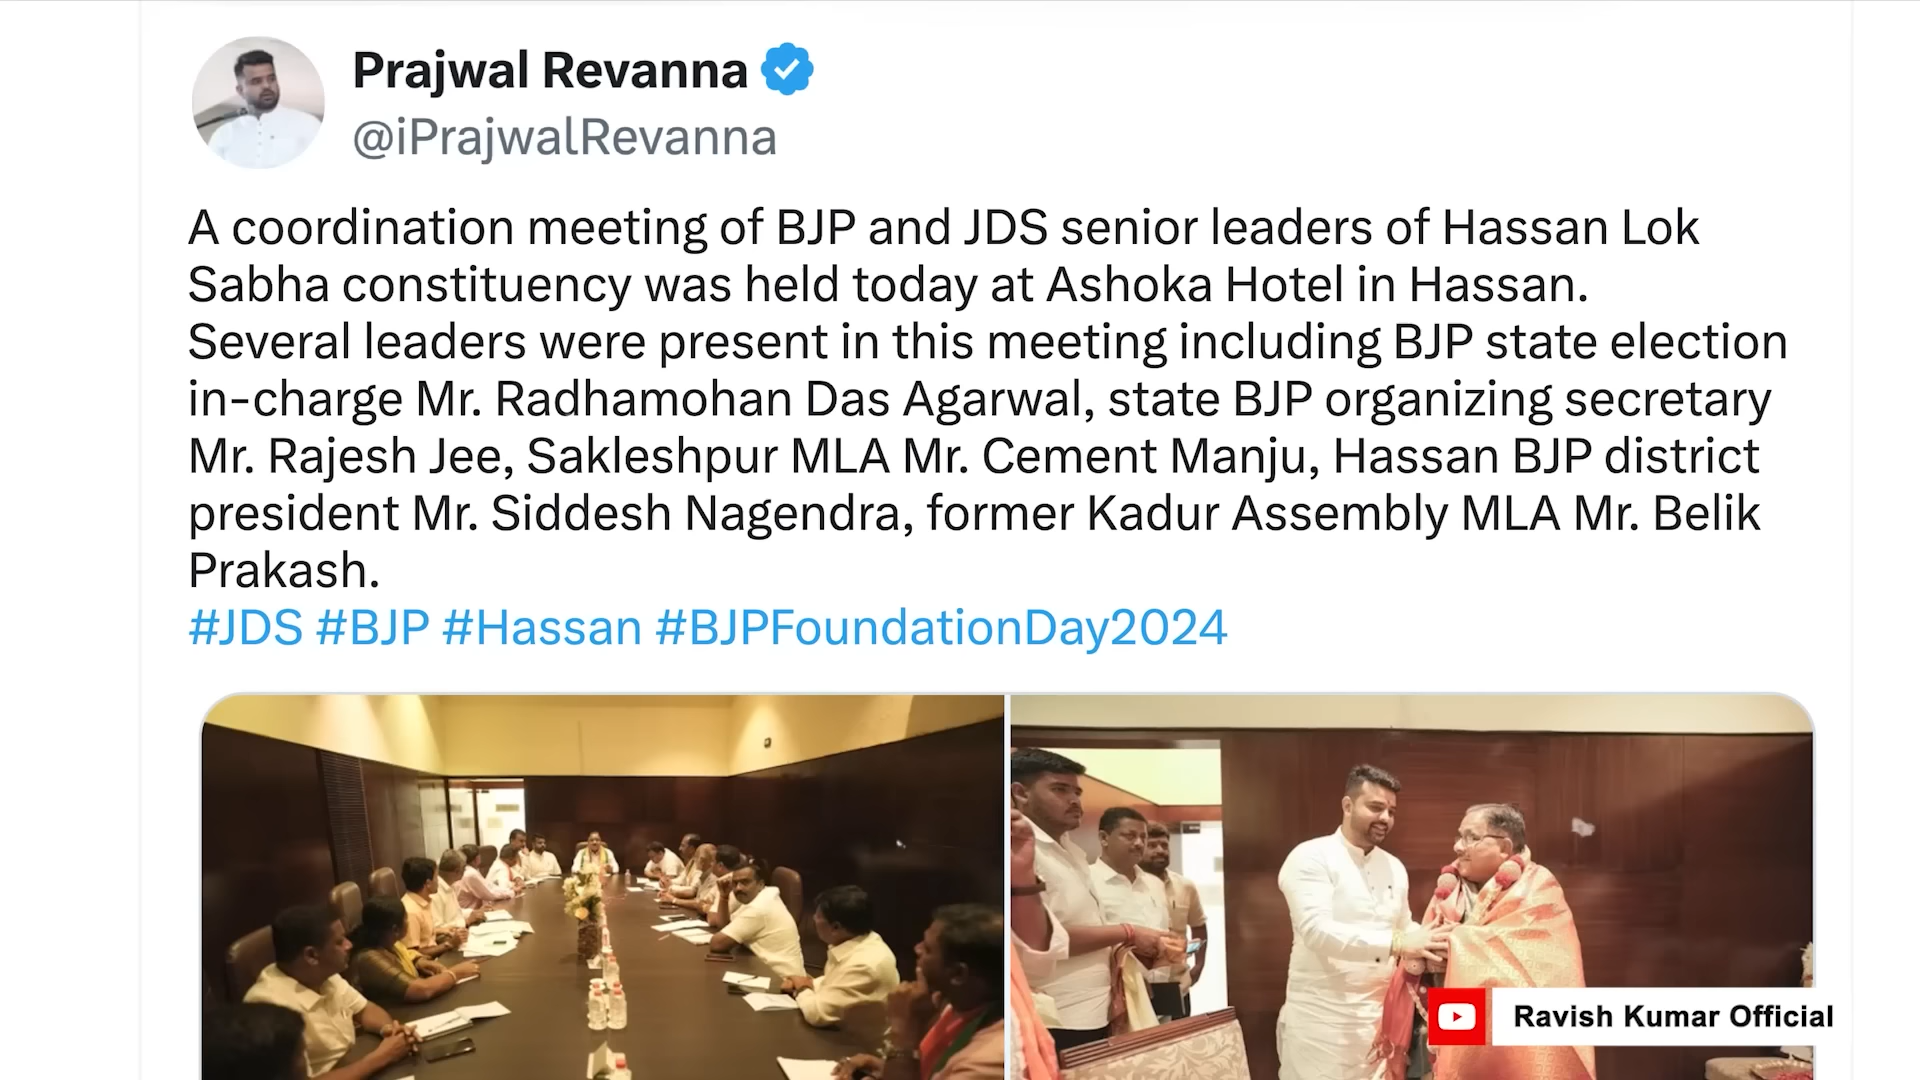 Prajwal Revanna
@iPrajwalRevanna
A coordination meeting of BJP and JDS senior leaders of Hassan Lok
Sabha constituency was held today at Ashoka Hotel in Hassan.
Several leaders were present in this meeting including BJP state election
in-charge Mr. Radhamohan Das Agarwal, state BJP organizing secretary
Mr. Rajesh Jee, Sakleshpur MLA Mr. Cement Manju, Hassan BJP district
president Mr. Siddesh Nagendra, former Kadur Assembly MLA Mr. Belik
Prakash.
#JDS #BJP #Hassan #BJPFoundationDay2024
Ravish Kumar Official